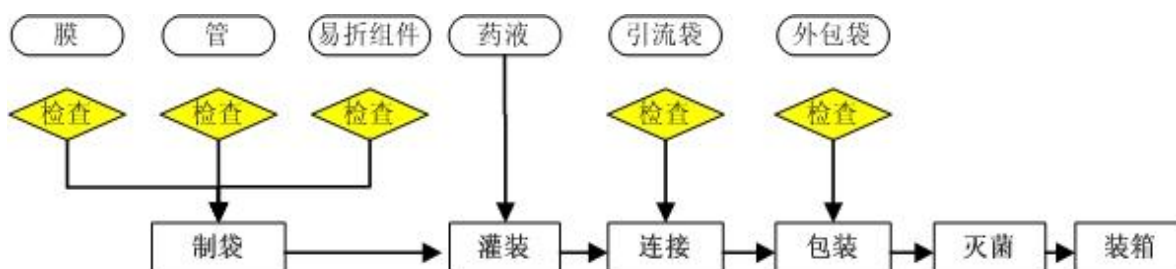 膜 管 易折组件 药液 引流袋 外包袋
检查 检查 检查 检查 检查
制袋 灌装 连接 包装 灭菌 装箱